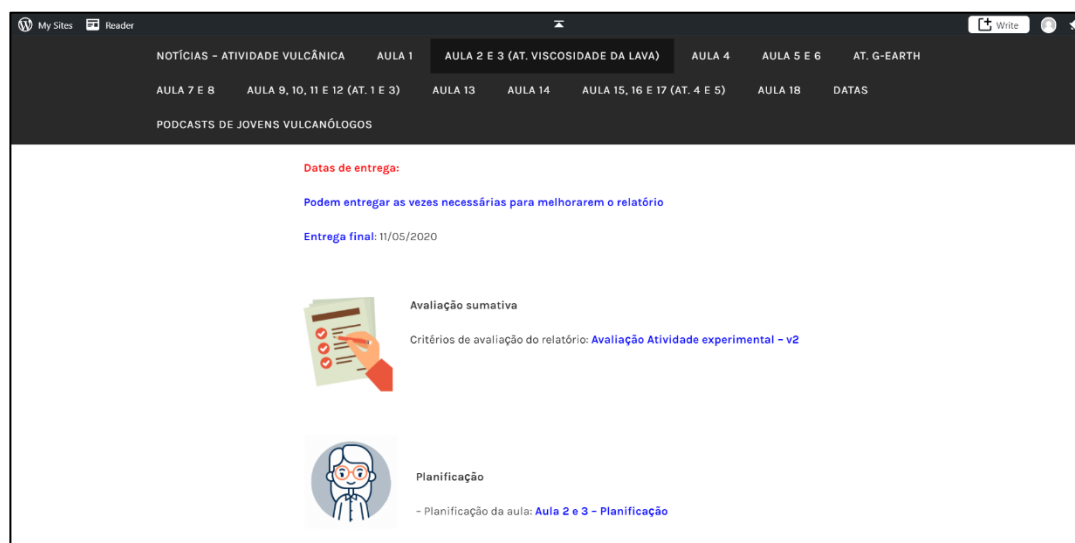 My Sites Reader Write
NOTÍCIAS – ATIVIDADE VULCÂNICA AULA 1 AULA 2 E 3 (AT. VISCOSIDADE DA LAVA) AULA 4 AULA 5 E 6 AT. G-EARTH
AULA 7 E 8 AULA 9, 10, 11 E 12 (AT. 1 E 3) AULA 13 AULA 14 AULA 15, 16 E 17 (AT. 4 E 5) AULA 18 DATAS
PODCASTS DE JOVENS VULCANÓLOGOS
Datas de entrega:
Podem entregar as vezes necessárias para melhorarem o relatório
Entrega final: 11/05/2020
Avaliação sumativa
Critérios de avaliação do relatório: Avaliação Atividade experimental – v2
Planificação
– Planificação da aula: Aula 2 e 3 – Planificação